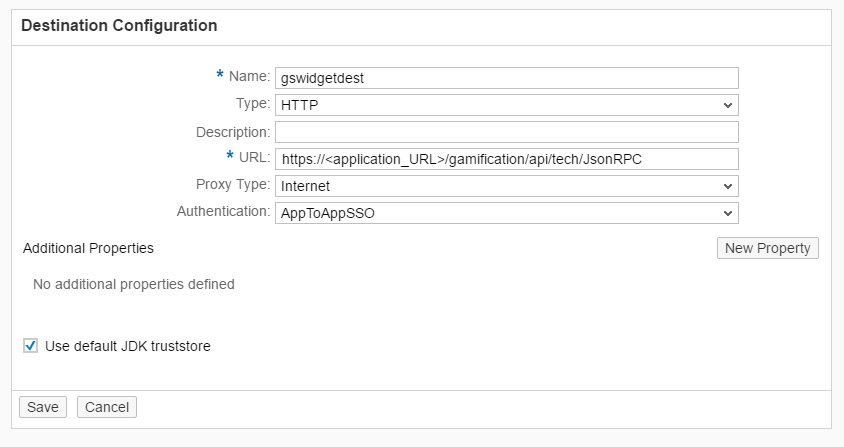 Destination Configuration
* Name: gswidgetdest
Type: HTTP
Description:
* URL: https://<application_URL>/gamification/api/tech/JsonRPC
Proxy Type: Internet
Authentication: AppToAppSSO
Additional Properties New Property
No additional properties defined
Use default JDK truststore
Save Cancel